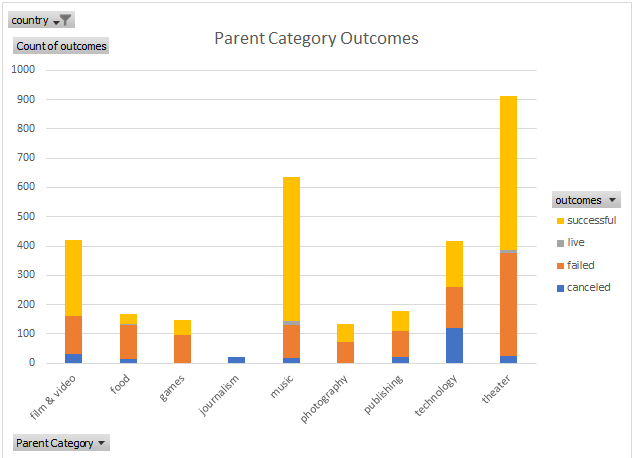 country
Count of outcomes
Parent Category Outcomes
1000
900
800
700
600
500
400
300
200
100
0
film & video
food
games
journalism
music
photography
publishing
technology
theater
outcomes
successful
live
failed
canceled
Parent Category